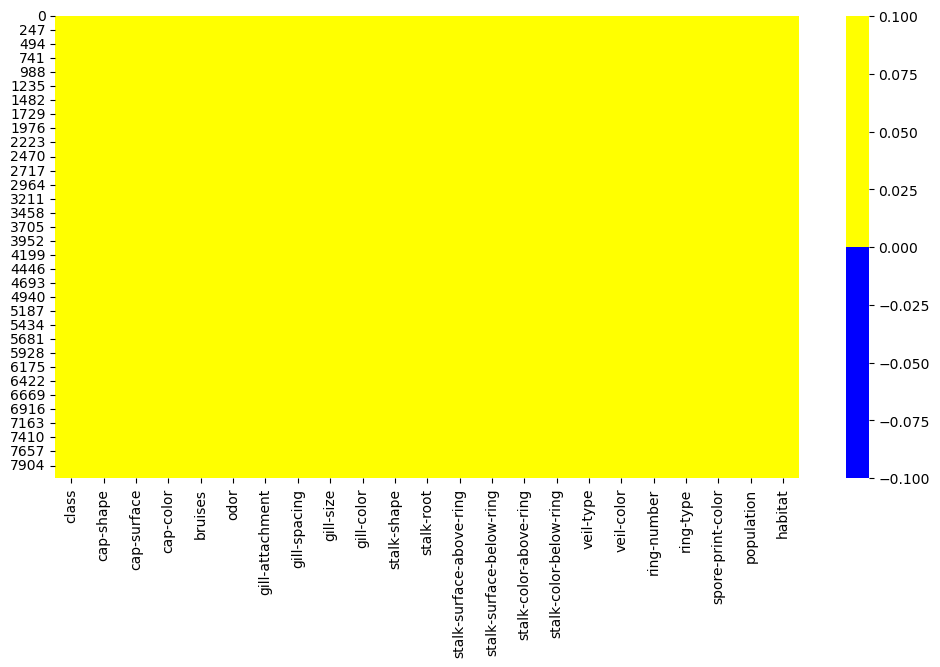 0
247
494
741
988
1235
1482
1729
1976
2223
2470
2717
2964
3211
3458
3705
3952
4199
4446
4693
4940
5187
5434
5681
5928
6175
6422
6669
6916
7163
7410
7657
7904
class
cap-shape
cap-surface
cap-color
bruises
odor
gill-attachment
gill-spacing
gill-size
gill-color
stalk-shape
stalk-root
stalk-surface-above-ring
stalk-surface-below-ring
stalk-color-above-ring
stalk-color-below-ring
veil-type
veil-color
ring-number
ring-type
spore-print-color
population
habitat
0.100
0.075
0.050
0.025
0.000
−0.025
−0.050
−0.075
−0.100